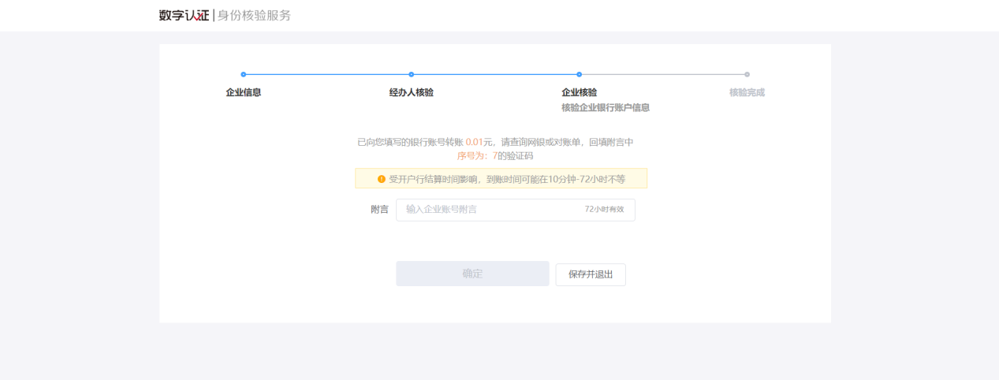 数字认证 | 身份核验服务
企业信息 经办人核验 企业核验 核验完成
核验企业银行账户信息
已向您填写的银行账号转账 0.01元，请查询网银或对账单，回填附言中
序号为：7的验证码
受开户行结算时间影响，到账时间可能在10分钟-72小时不等
附言 输入企业账号附言 72小时有效
确定 保存并退出